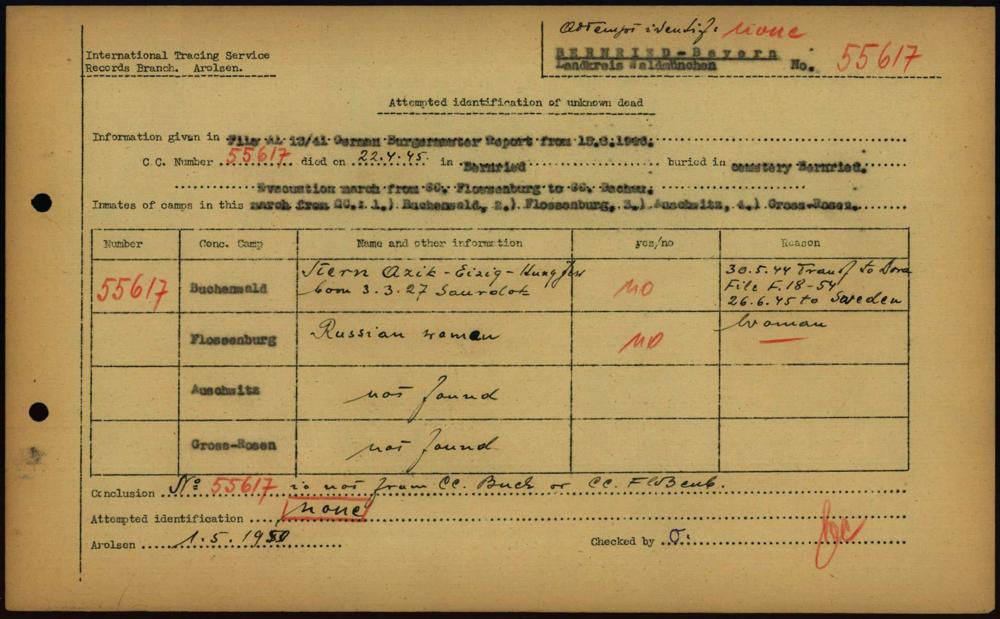 Attempt identif: none
International Tracing Service
Records Branch. Arolsen.
BERNRIED-Bayern
Landkreis Waldmünchen No. 55617
Attempted identification of unknown dead
Information given in File AL 13/41 German Burgermaster Report from
C.C. Number 55617 died on 22.4.45. in Bernried buried in cemetery Bernried.
Evacuation march from CC. Flossenburg to CC. Dachau.
Inmates of camps in this march from CC.: 1.) Buchenwald, 2.) Flossenburg, 3.) Auschwitz, 4.) Gross-Rosen.
Number Conc. Camp Name and other information yes/no Reason
55617 Buchenwald Stern Azik - Eizig - Hung Jew born 3.3.27 no 30.5.44 Transf to Dora
File F.18-54
26.6.45 to Sweden
Flossenburg Russian women no Woman
Auschwitz not found
Gross-Rosen not found
Conclusion No 55617 is not from CC. Buch or CC. Flossenb.
Attempted identification none
Arolsen 1.5.1950 Checked by